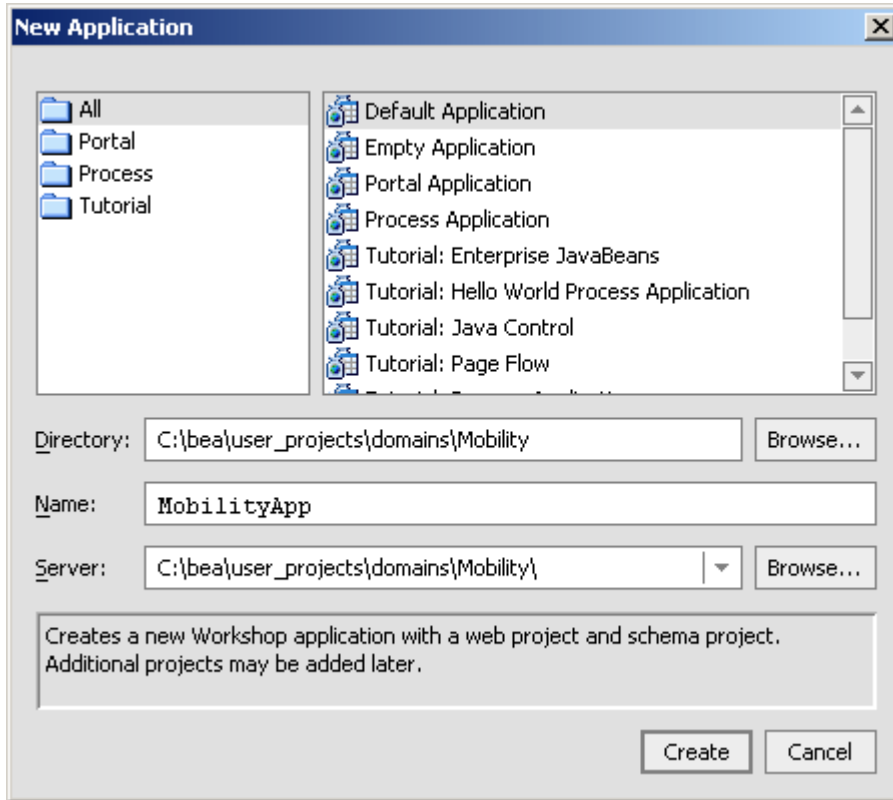 New Application
All
Portal
Process
Tutorial
Default Application
Empty Application
Portal Application
Process Application
Tutorial: Enterprise JavaBeans
Tutorial: Hello World Process Application
Tutorial: Java Control
Tutorial: Page Flow
Directory: C:\bea\user_projects\domains\Mobility Browse...
Name: MobilityApp
Server: C:\bea\user_projects\domains\Mobility\ Browse...
Creates a new Workshop application with a web project and schema project.
Additional projects may be added later.
Create Cancel